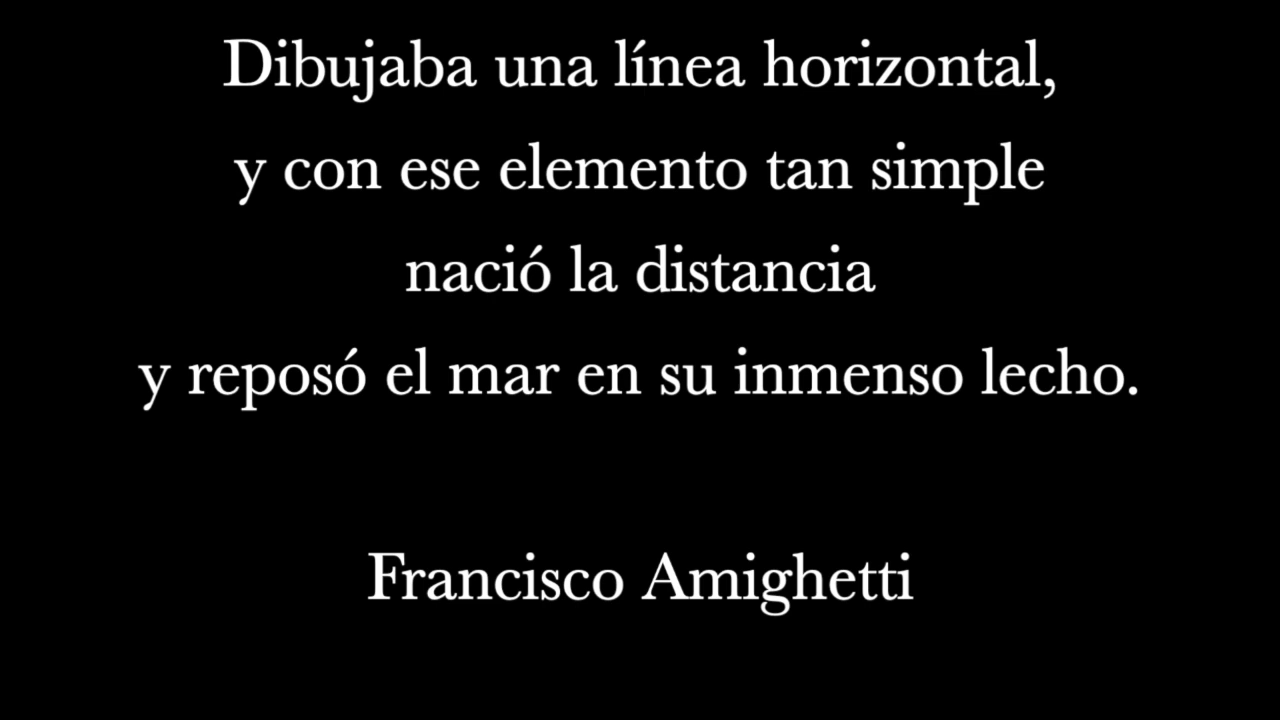 Dibujaba una línea horizontal,
y con ese elemento tan simple
nació la distancia
y reposó el mar en su inmenso lecho.
Francisco Amighetti